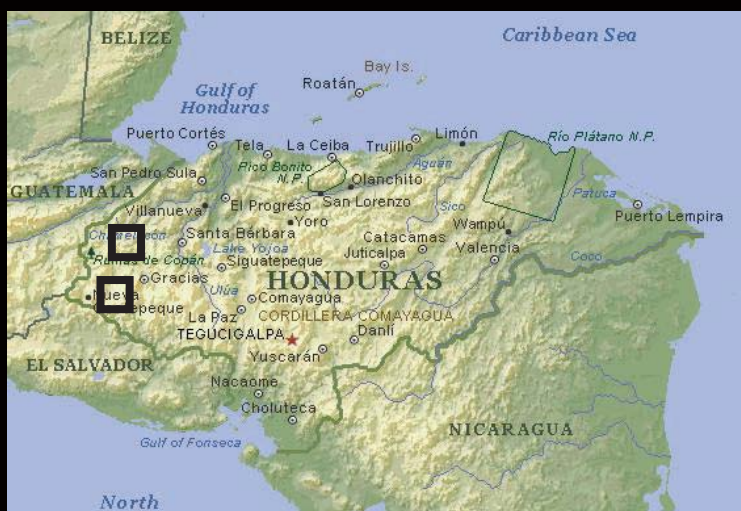 BELIZE
Caribbean Sea
Bay Is.
Roatán
Gulf of
Honduras
Puerto Cortés
Tela
La Ceiba
Trujillo
Limón
Río Plátano N.P.
Pico Bonito
N.P.
Aguán
San Pedro Sula
Olanchito
GUATEMALA
San Lorenzo
Patuca
Villanueva
El Progreso
Sico
Puerto Lempira
Yoro
Wampú
Santa Bárbara
Catacamas
Lake Yojoa
Valencia
Ruinas de Copán
Siguatepeque
Juticalpa
Coco
Gracias
HONDURAS
Nueva
Ulúa
Comayagua
La Paz
CORDILLERA COMAYAGUA
TEGUCIGALPA
Danlí
Yuscarán
EL SALVADOR
Nacaome
Choluteca
NICARAGUA
Gulf of Fonseca
North